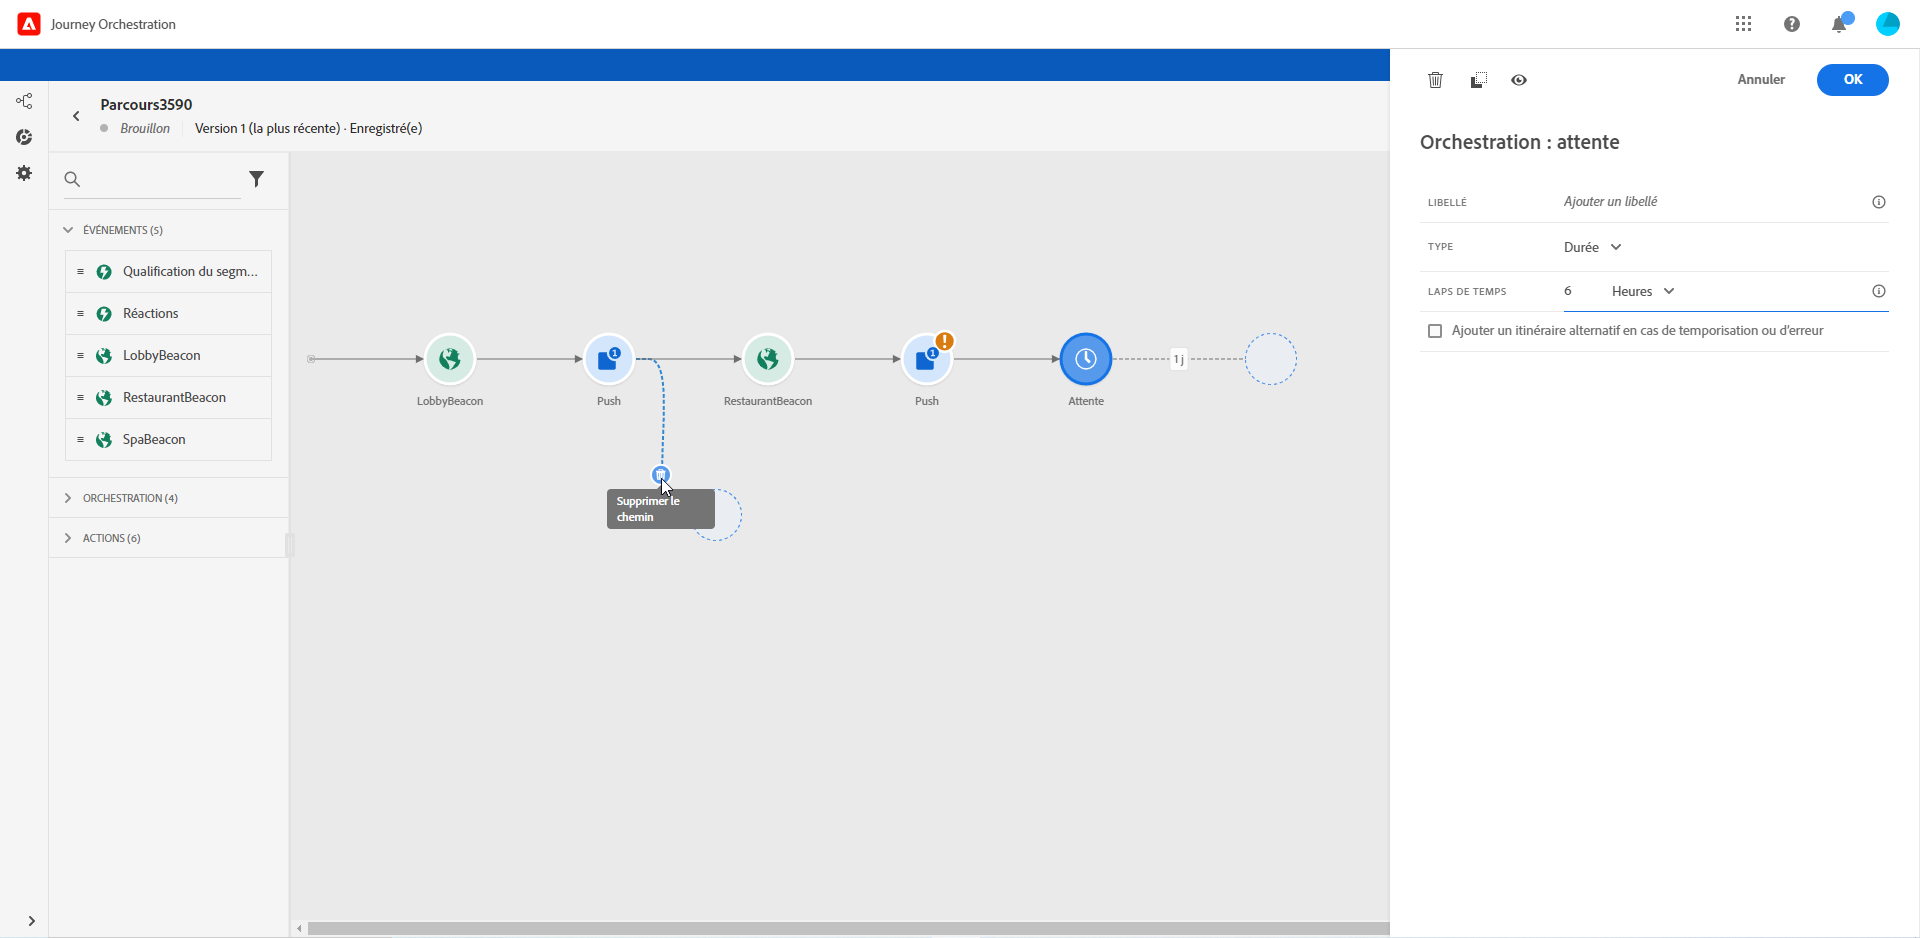 Journey Orchestration
Annuler
OK
Parcours3590
Brouillon
Version 1 (la plus récente) · Enregistré(e)
Orchestration : attente
LIBELLÉ
Ajouter un libellé
TYPE
Durée
LAPS DE TEMPS
6
Heures
Ajouter un itinéraire alternatif en cas de temporisation ou d'erreur
ÉVÉNEMENTS (5)
Qualification du segm...
Réactions
LobbyBeacon
RestaurantBeacon
SpaBeacon
ORCHESTRATION (4)
ACTIONS (6)
1
1
!
1 j
LobbyBeacon
Push
RestaurantBeacon
Push
Attente
Supprimer le
chemin